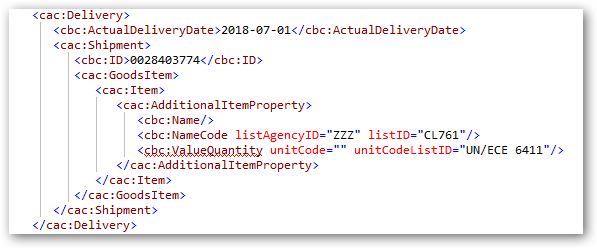 <cac:Delivery>
<cbc:ActualDeliveryDate>2018-07-01</cbc:ActualDeliveryDate>
<cac:Shipment>
<cbc:ID>0028403774</cbc:ID>
<cac:GoodsItem>
<cac:Item>
<cac:AdditionalItemProperty>
<cbc:Name/>
<cbc:NameCode listAgencyID="ZZZ" listID="CL761"/>
<cbc:ValueQuantity unitCode="" unitCodeListID="UN/ECE 6411"/>
</cac:AdditionalItemProperty>
</cac:Item>
</cac:GoodsItem>
</cac:Shipment>
</cac:Delivery>